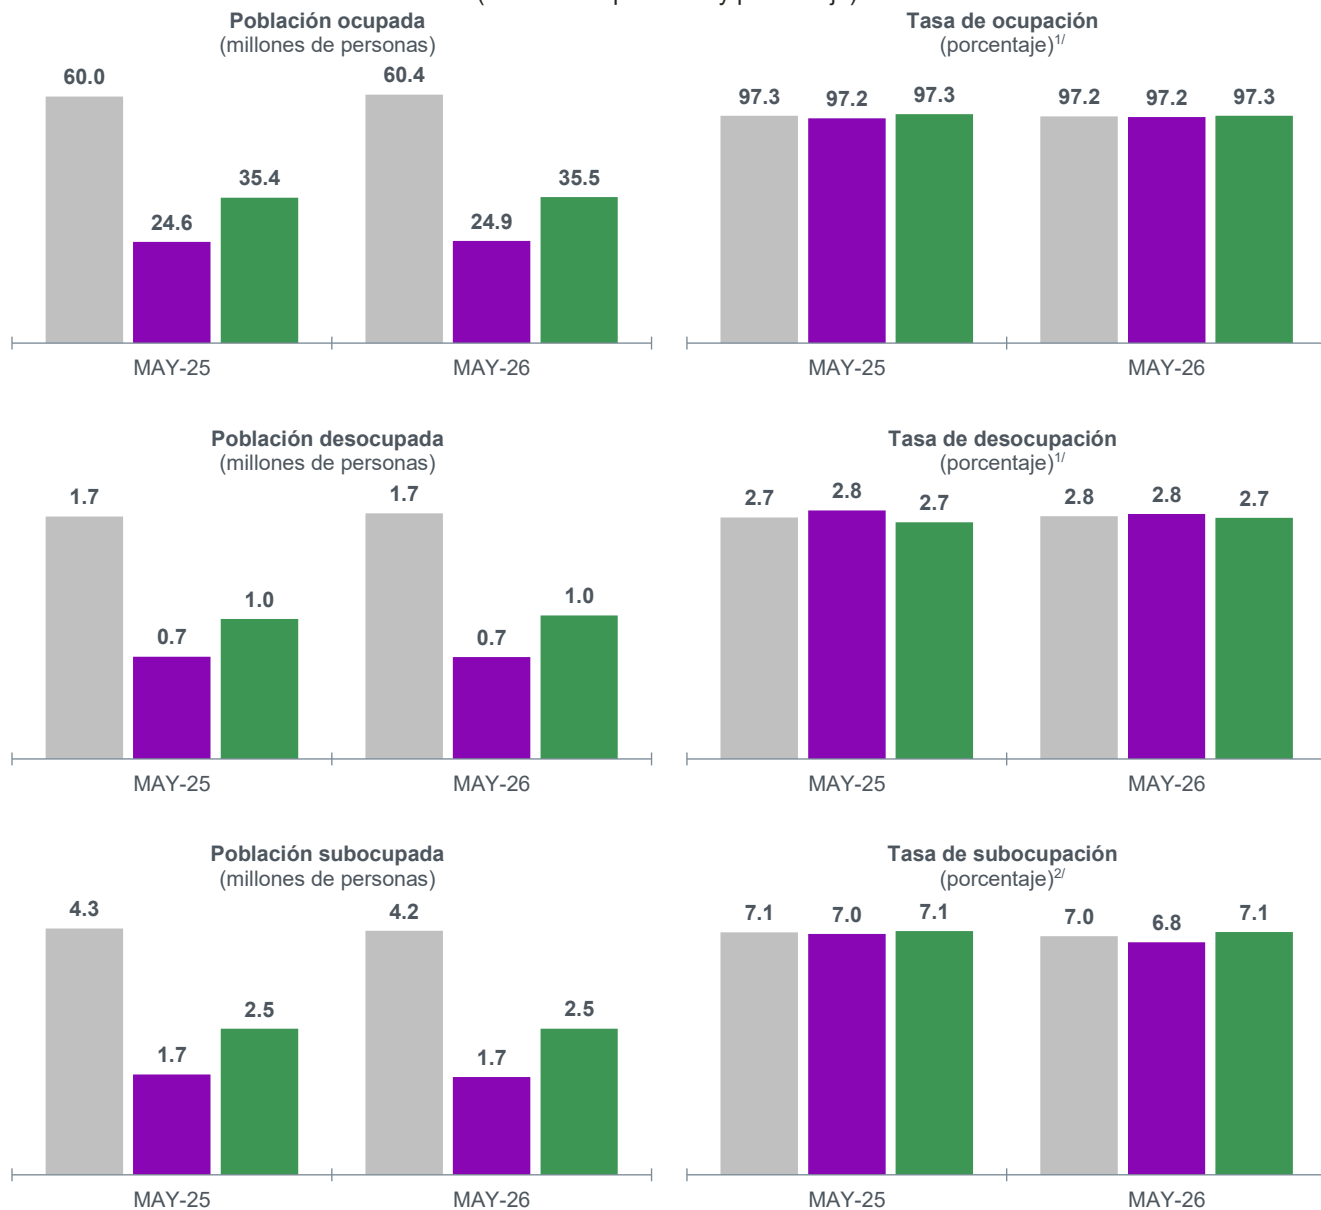 Población ocupada
(millones de personas)
60.0
24.6
35.4
60.4
24.9
35.5
MAY-25
MAY-26
Tasa de ocupación
(porcentaje)1/
97.3
97.2
97.3
97.2
97.2
97.3
MAY-25
MAY-26
Población desocupada
(millones de personas)
1.7
0.7
1.0
1.7
0.7
1.0
MAY-25
MAY-26
Tasa de desocupación
(porcentaje)1/
2.7
2.8
2.7
2.8
2.8
2.7
MAY-25
MAY-26
Población subocupada
(millones de personas)
4.3
1.7
2.5
4.2
1.7
2.5
MAY-25
MAY-26
Tasa de subocupación
(porcentaje)2/
7.1
7.0
7.1
7.0
6.8
7.1
MAY-25
MAY-26